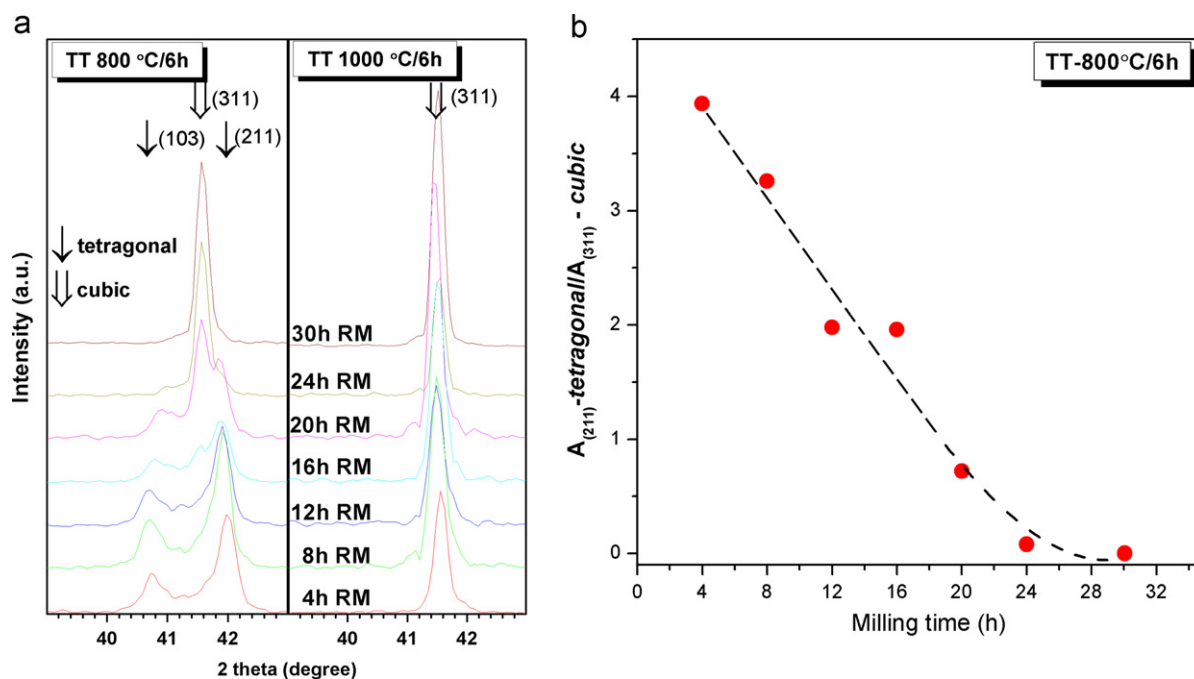 a
TT 800 °C/6h
TT 1000 °C/6h
(311)
(103)
(211)
(311)
tetragonal
cubic
30h RM
24h RM
20h RM
16h RM
12h RM
8h RM
4h RM
Intensity (a.u.)
40 41 42 40 41 42
2 theta (degree)
b
TT-800°C/6h
A(211)-tetragonal/A(311) - cubic
4
3
2
1
0
0 4 8 12 16 20 24 28 32
Milling time (h)